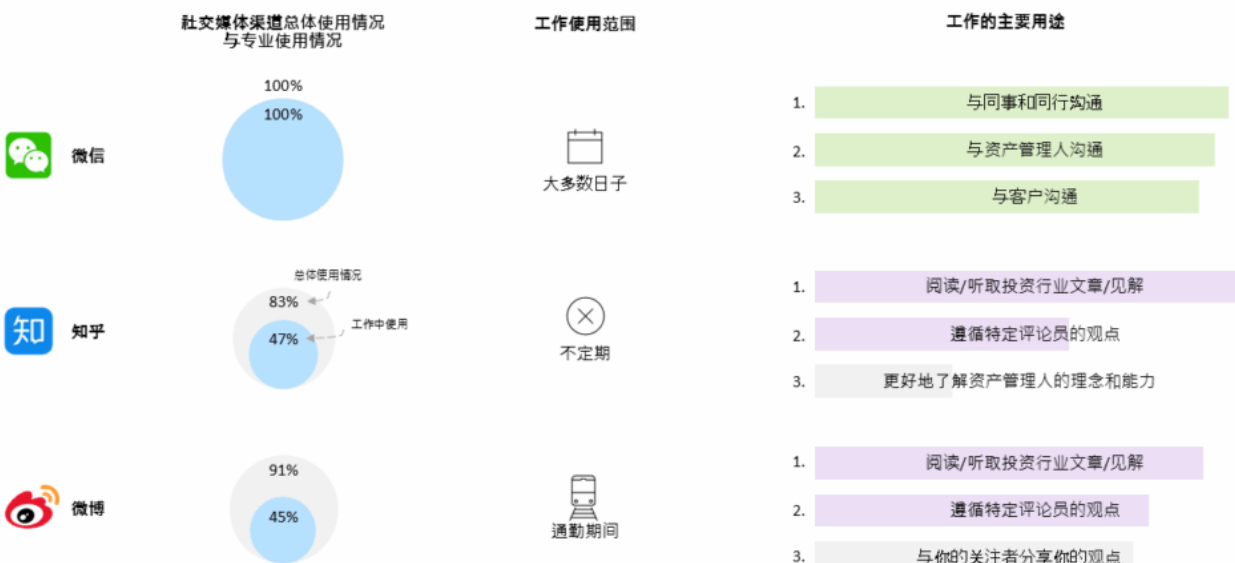 社交媒体渠道总体使用情况
与专业使用情况
工作使用范围
工作的主要用途
100%
100%
微信
大多数日子
1. 与同事和同行沟通
2. 与资产管理人沟通
3. 与客户沟通
总体使用情况
83%
工作中使用
47%
知
知乎
不定期
1. 阅读/听取投资行业文章/见解
2. 遵循特定评论员的观点
3. 更好地了解资产管理人的理念和能力
91%
45%
微博
通勤期间
1. 阅读/听取投资行业文章/见解
2. 遵循特定评论员的观点
3. 与你的关注者分享你的观点